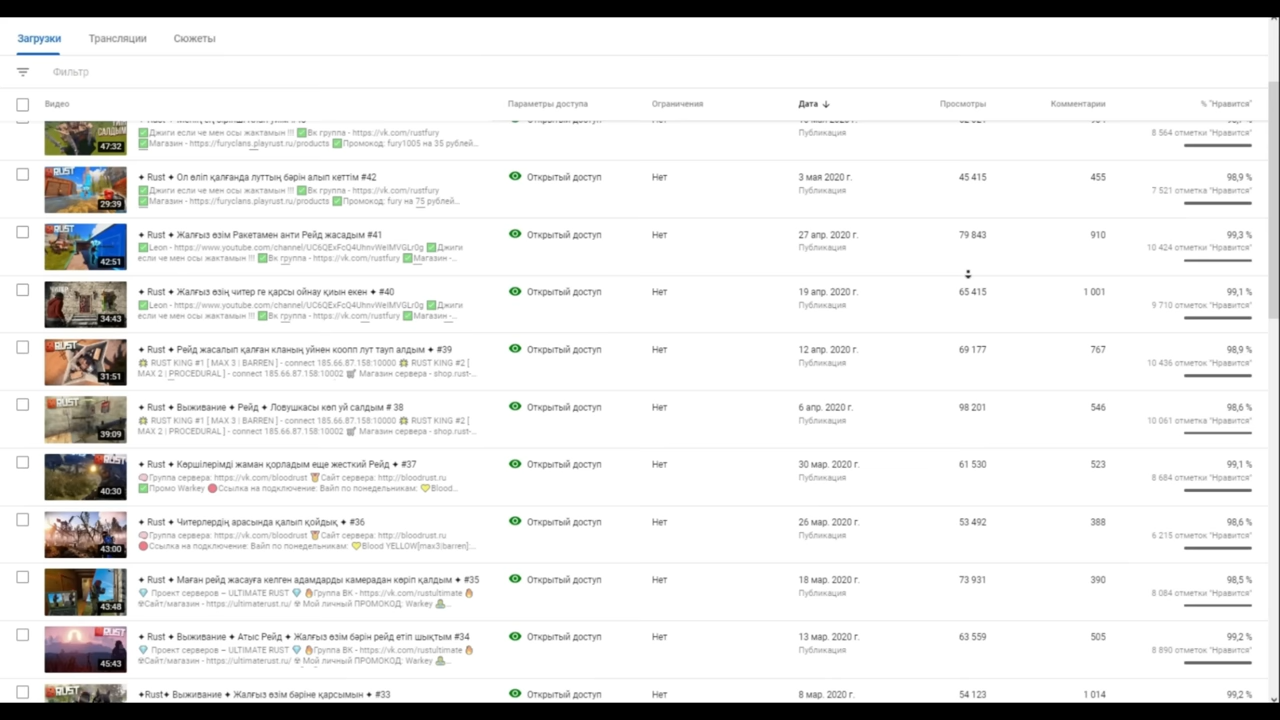 Загрузки Трансляции Сюжеты
Фильтр
Видео Параметры доступа Ограничения Дата Просмотры Комментарии % "Нравится"
✅Джиги если че мен осы жактамын !!! ✅Вк группа - https://vk.com/rustfury Публикация 8 564 отметки "Нравится"
47:32 ✅Магазин - https://furyclans.playrust.ru/products ✅Промокод: fury1005 на 35 рублей...
✦ Rust ✦ Ол өліп қалғанда луттың бәрін алып кеттім #42 Открытый доступ Нет 3 мая 2020 г. 45 415 455 98,9 %
✅Джиги если че мен осы жактамын !!! ✅Вк группа - https://vk.com/rustfury Публикация 7 521 отметка "Нравится"
29:39 ✅Магазин - https://furyclans.playrust.ru/products ✅Промокод: fury на 75 рублей...
✦ Rust ✦ Жалғыз өзім Ракетамен анти Рейд жасадым #41 Открытый доступ Нет 27 апр. 2020 г. 79 843 910 99,3 %
✅Leon - https://www.youtube.com/channel/UC6QExFcQ4UhnvWeIMVGLr0g ✅Джиги Публикация 10 424 отметки "Нравится"
42:51 если че мен осы жактамын !!! ✅Вк группа - https://vk.com/rustfury ✅Магазин -...
✦ Rust ✦ Жалғыз өзің читер ге қарсы ойнау қиын екен ✦ #40 Открытый доступ Нет 19 апр. 2020 г. 65 415 1 001 99,1 %
✅Leon - https://www.youtube.com/channel/UC6QExFcQ4UhnvWeIMVGLr0g ✅Джиги Публикация 9 710 отметок "Нравится"
34:43 если че мен осы жактамын !!! ✅Вк группа - https://vk.com/rustfury ✅Магазин -...
✦ Rust ✦ Рейд жасалып қалған кланың уйнен коопп лут тауп алдым ✦ #39 Открытый доступ Нет 12 апр. 2020 г. 69 177 767 98,9 %
RUST KING #1 [ MAX 3 | BARREN ] - connect 185.66.87.158:10000 RUST KING #2 [ Публикация 10 436 отметок "Нравится"
31:51 MAX 2 | PROCEDURAL ] - connect 185.66.87.158:10002 Магазин сервера - shop.rust-...
✦ Rust ✦ Выживание ✦ Рейд ✦ Ловушкасы көп уй салдым # 38 Открытый доступ Нет 6 апр. 2020 г. 98 201 546 98,6 %
RUST KING #1 [ MAX 3 | BARREN ] - connect 185.66.87.158:10000 RUST KING #2 [ Публикация 10 061 отметка "Нравится"
39:09 MAX 2 | PROCEDURAL ] - connect 185.66.87.158:10002 Магазин сервера - shop.rust-...
✦ Rust ✦ Көршілерімді жаман қорладым еще жесткий Рейд ✦ #37 Открытый доступ Нет 30 мар. 2020 г. 61 530 523 99,1 %
Группа сервера: https://vk.com/bloodrust Сайт сервера: http://bloodrust.ru Публикация 8 684 отметки "Нравится"
40:30 ✅Промо Warkey 🔴Ссылка на подключение: Вайп по понедельникам: 💛Blood...
✦ Rust ✦ Читерлердің арасында қалып қойдық ✦ #36 Открытый доступ Нет 26 мар. 2020 г. 53 492 388 98,6 %
Группа сервера: https://vk.com/bloodrust Сайт сервера: http://bloodrust.ru Публикация 6 215 отметок "Нравится"
43:00 🔴Ссылка на подключение: Вайп по понедельникам: 💛Blood YELLOW[max3|barren]:...
✦ Rust ✦ Маған рейд жасауға келген адамдарды камерадан көріп қалдым ✦ #35 Открытый доступ Нет 18 мар. 2020 г. 73 931 390 98,5 %
💎 Проект серверов – ULTIMATE RUST 💎 🔥Группа ВК - https://vk.com/rustultimate 🔥 Публикация 8 084 отметки "Нравится"
43:48 ☢Сайт/магазин - https://ultimaterust.ru/ ☢ Мой личный ПРОМОКОД: Warkey ...
✦ Rust ✦ Выживание ✦ Атыс Рейд ✦ Жалғыз өзім бәрін рейд етіп шықтым #34 Открытый доступ Нет 13 мар. 2020 г. 63 559 505 99,2 %
💎 Проект серверов – ULTIMATE RUST 💎 🔥Группа ВК - https://vk.com/rustultimate 🔥 Публикация 8 890 отметок "Нравится"
45:43 ☢Сайт/магазин - https://ultimaterust.ru/ ☢ Мой личный ПРОМОКОД: Warkey ...
✦Rust✦ Выживание ✦ Жалғыз өзім бәріне қарсымын ✦ #33 Открытый доступ Нет 8 мар. 2020 г. 54 123 1 014 99,2 %